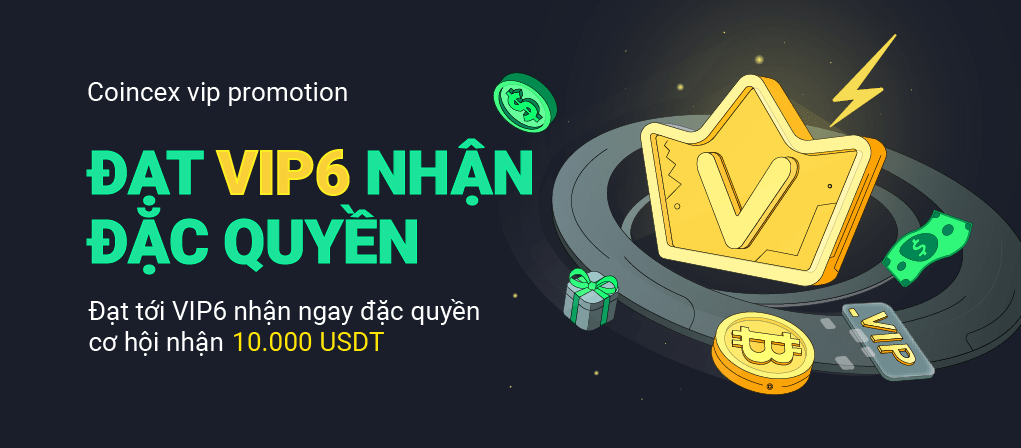 Coincex vip promotion
ĐẠT VIP6 NHẬN
ĐẶC QUYỀN
Đạt tới VIP6 nhận ngay đặc quyền
cơ hội nhận 10.000 USDT
V
$
$
VIP
₿